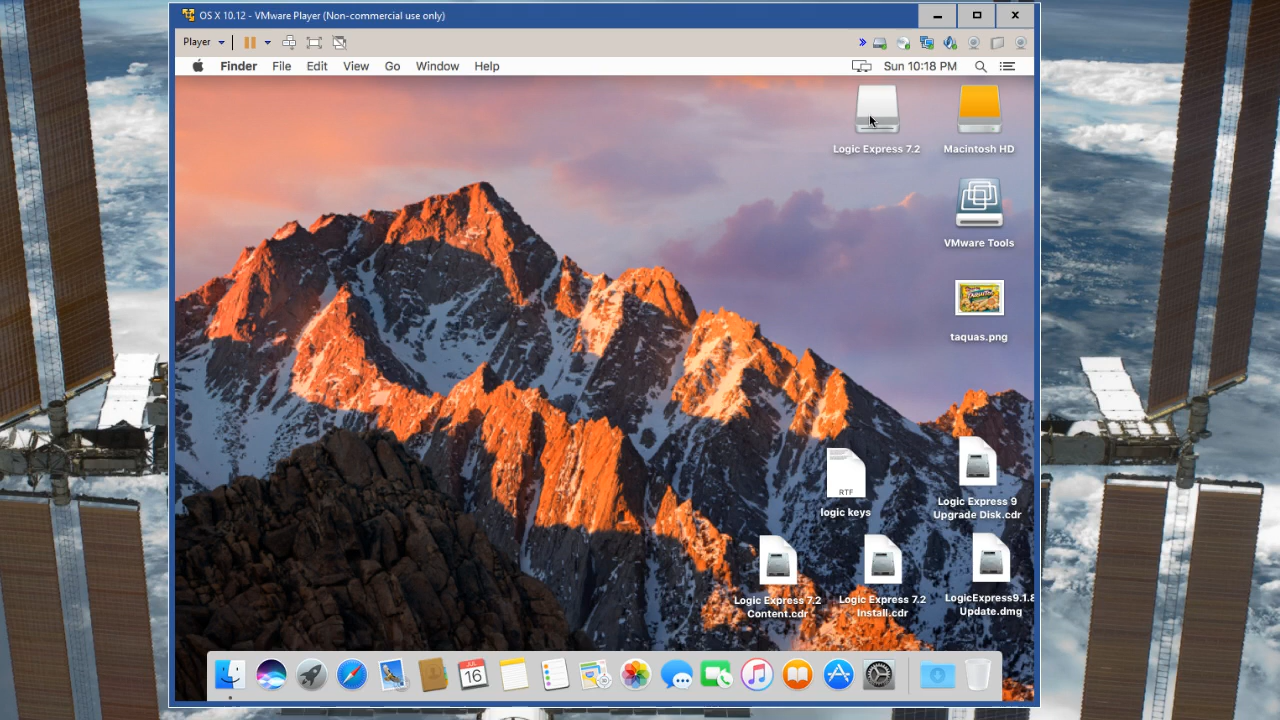 OS X 10.12 - VMware Player (Non-commercial use only)
Player
Finder File Edit View Go Window Help
Sun 10:18 PM
Logic Express 7.2
Macintosh HD
VMware Tools
taquas.png
RTF
logic keys
Logic Express 9
Upgrade Disk.cdr
Logic Express 7.2
Content.cdr
Logic Express 7.2
Install.cdr
LogicExpress9.1.8
Update.dmg
JUL
16